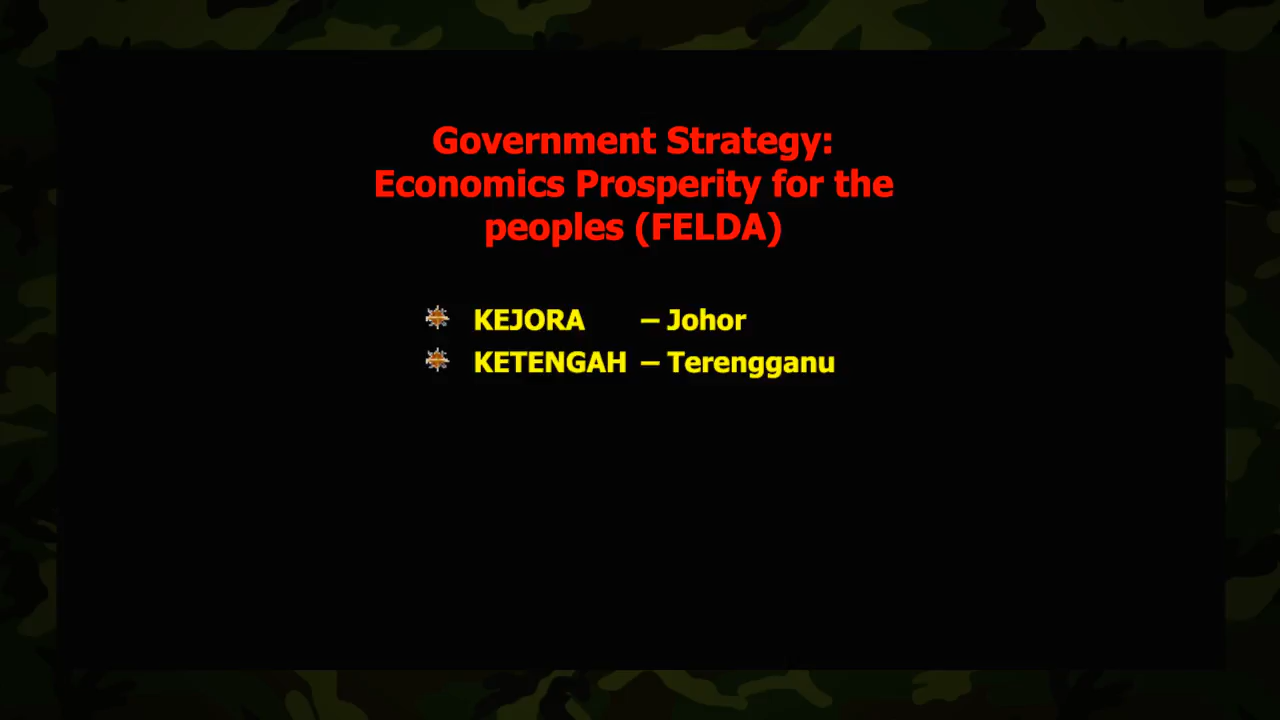 Government Strategy:
Economics Prosperity for the
peoples (FELDA)
KEJORA – Johor
KETENGAH – Terengganu